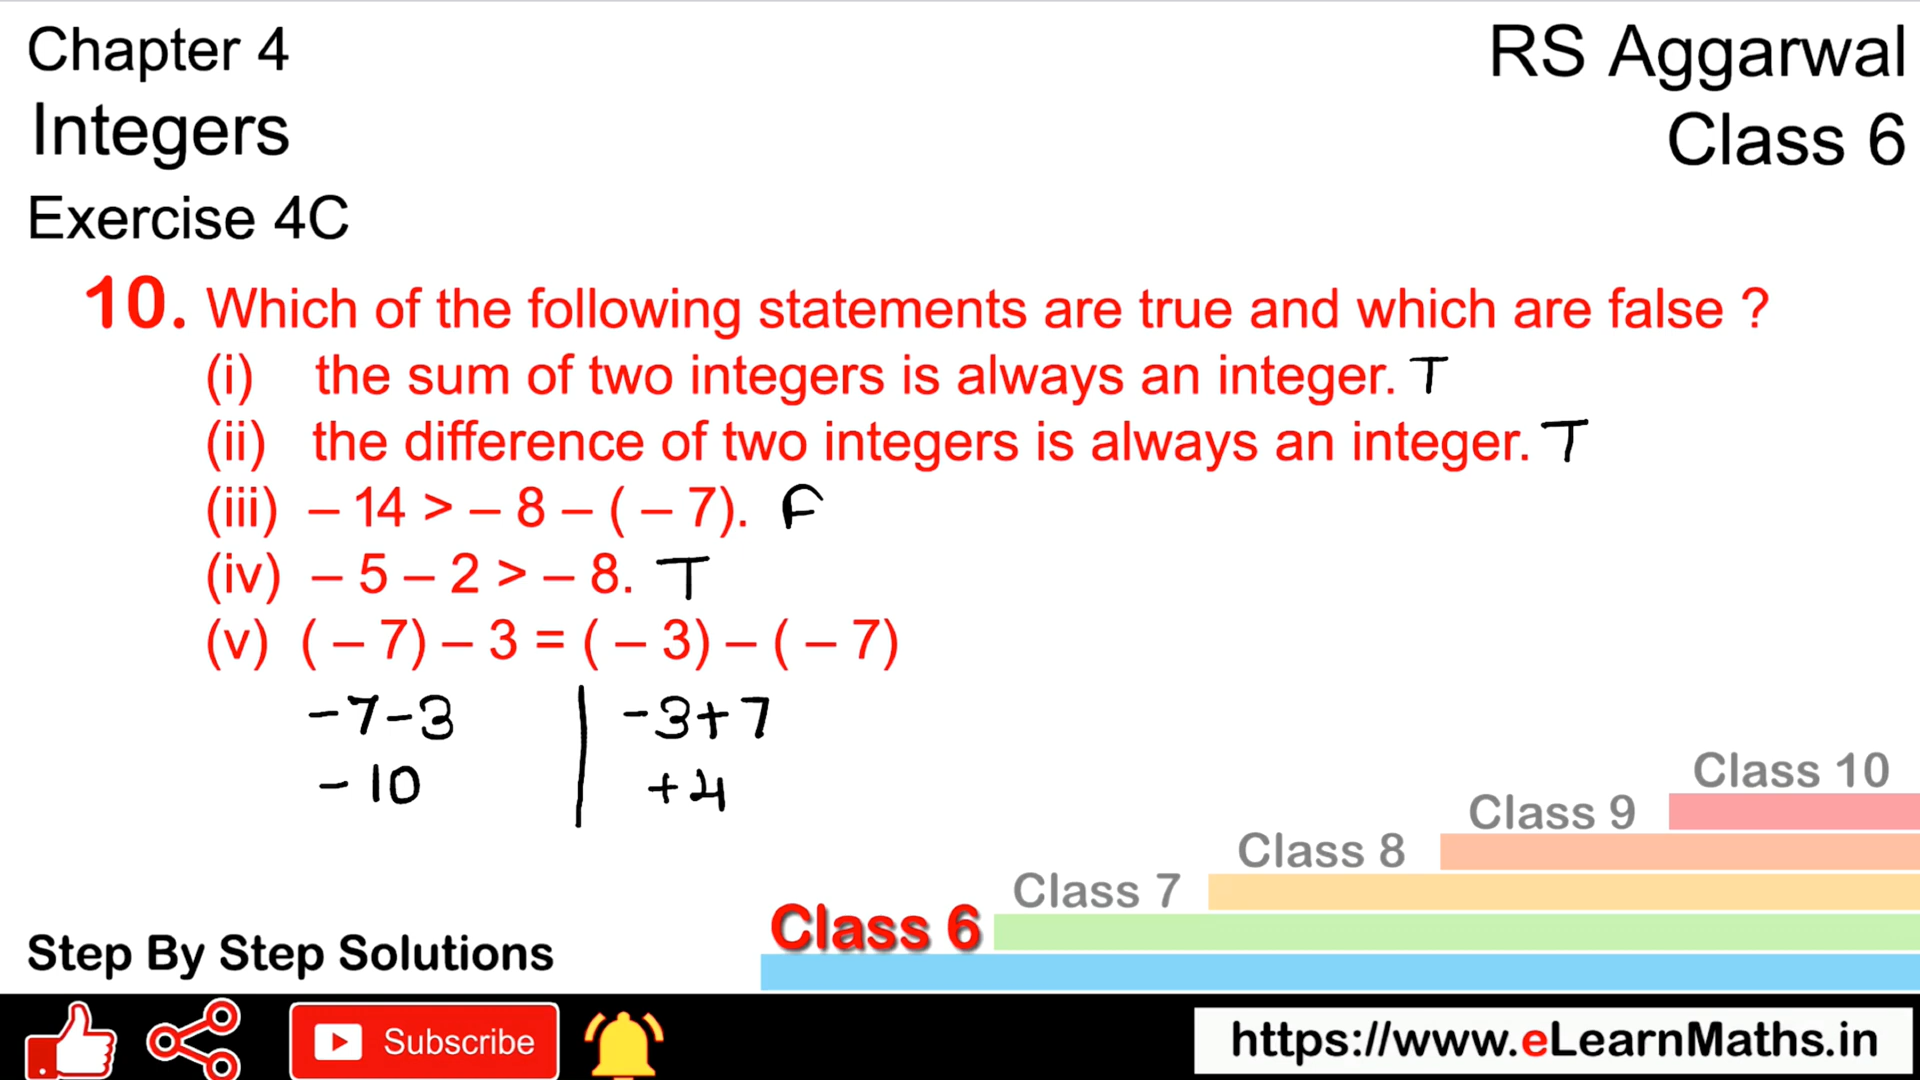 Chapter 4
RS Aggarwal
Integers
Class 6
Exercise 4C
10. Which of the following statements are true and which are false ?
(i) the sum of two integers is always an integer. T
(ii) the difference of two integers is always an integer. T
(iii) – 14 > – 8 – ( – 7). F
(iv) – 5 – 2 > – 8. T
(v) ( – 7) – 3 = ( – 3) – ( – 7)
-7-3 | -3+7
-10 | +4
Class 10
Class 9
Class 8
Class 7
Class 6
Step By Step Solutions
Subscribe
https://www.eLearnMaths.in